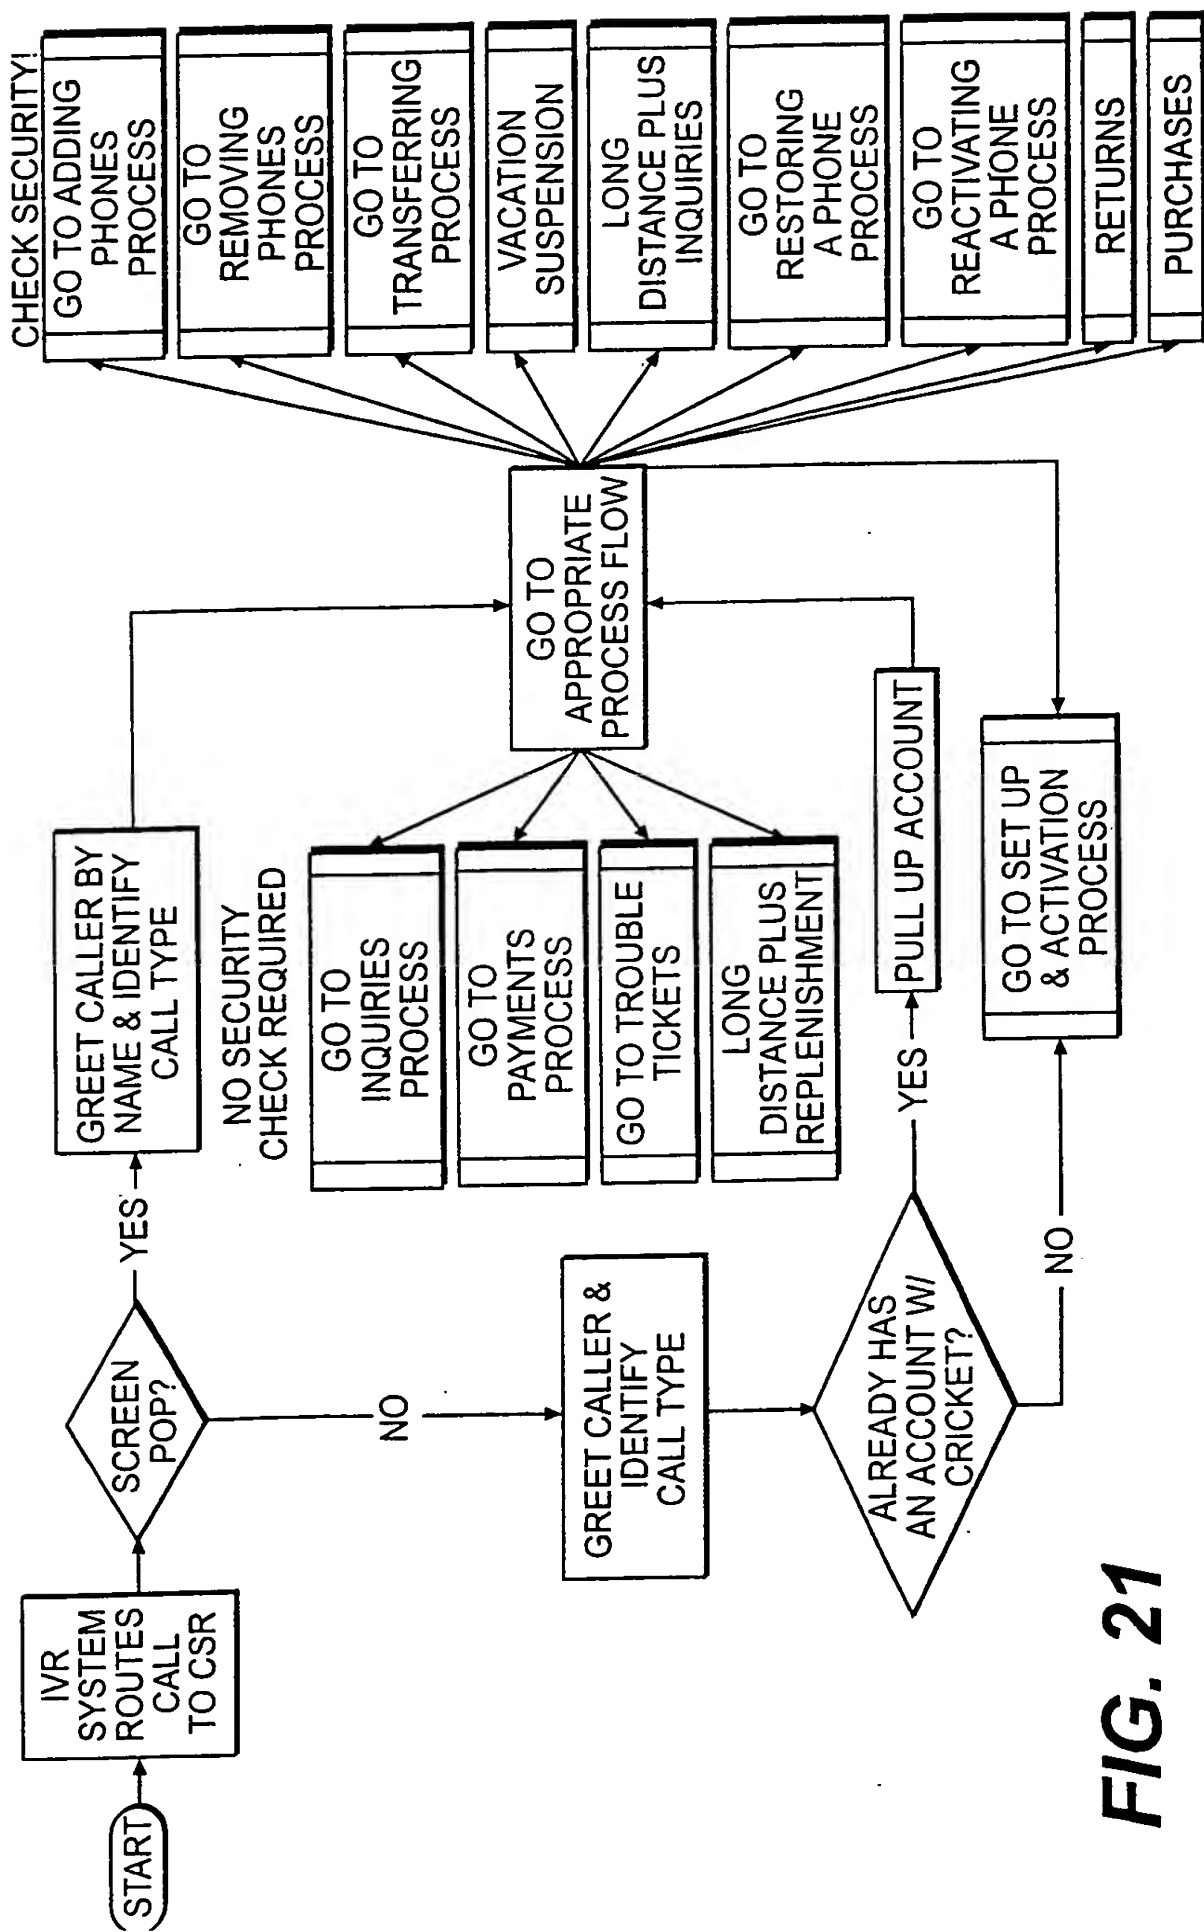 START
IVR
SYSTEM
ROUTES
CALL
TO CSR
SCREEN
POP?
YES
GREET CALLER BY
NAME & IDENTIFY
CALL TYPE
NO
GREET CALLER &
IDENTIFY
CALL TYPE
ALREADY HAS
AN ACCOUNT W/
CRICKET?
YES
PULL UP ACCOUNT
NO
GO TO SET UP
& ACTIVATION
PROCESS
GO TO
APPROPRIATE
PROCESS FLOW
NO SECURITY
CHECK REQUIRED
GO TO
INQUIRIES
PROCESS
GO TO
PAYMENTS
PROCESS
GO TO TROUBLE
TICKETS
LONG
DISTANCE PLUS
REPLENISHMENT
CHECK SECURITY!
GO TO ADDING
PHONES
PROCESS
GO TO
REMOVING
PHONES
PROCESS
GO TO
TRANSFERRING
PROCESS
VACATION
SUSPENSION
LONG
DISTANCE PLUS
INQUIRIES
GO TO
RESTORING
A PHONE
PROCESS
GO TO
REACTIVATING
A PHONE
PROCESS
RETURNS
PURCHASES
FIG. 21